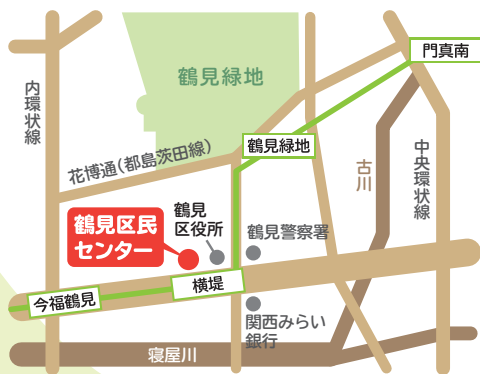 門真南
鶴見緑地
内環状線
花博通（都島茨田線）
鶴見緑地
古川
中央環状線
鶴見区民
センター
鶴見
区役所
鶴見警察署
横堤
今福鶴見
関西みらい
銀行
寝屋川